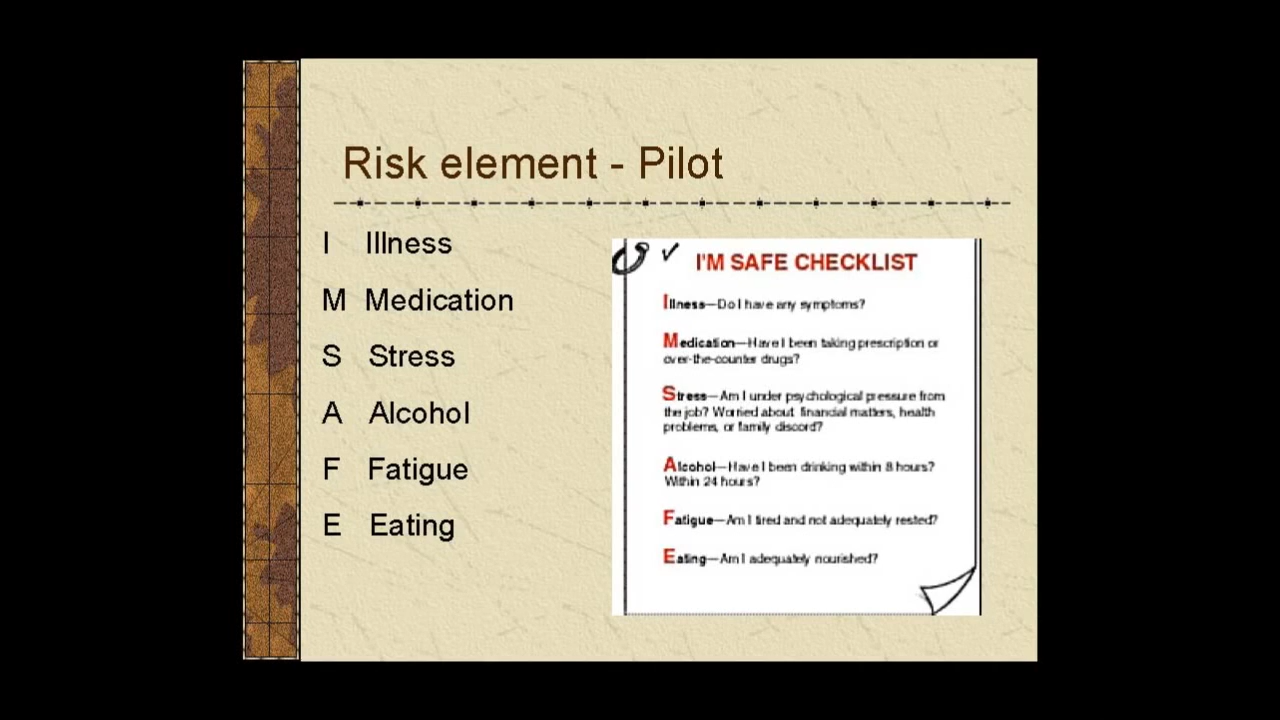 Risk element - Pilot
I Illness
M Medication
S Stress
A Alcohol
F Fatigue
E Eating
I'M SAFE CHECKLIST
Illness—Do I have any symptoms?
Medication—Have I been taking prescription or
over-the-counter drugs?
Stress—Am I under psychological pressure from
the job? Worried about financial matters, health
problems, or family discord?
Alcohol—Have I been drinking within 8 hours?
Within 24 hours?
Fatigue—Am I tired and not adequately rested?
Eating—Am I adequately nourished?